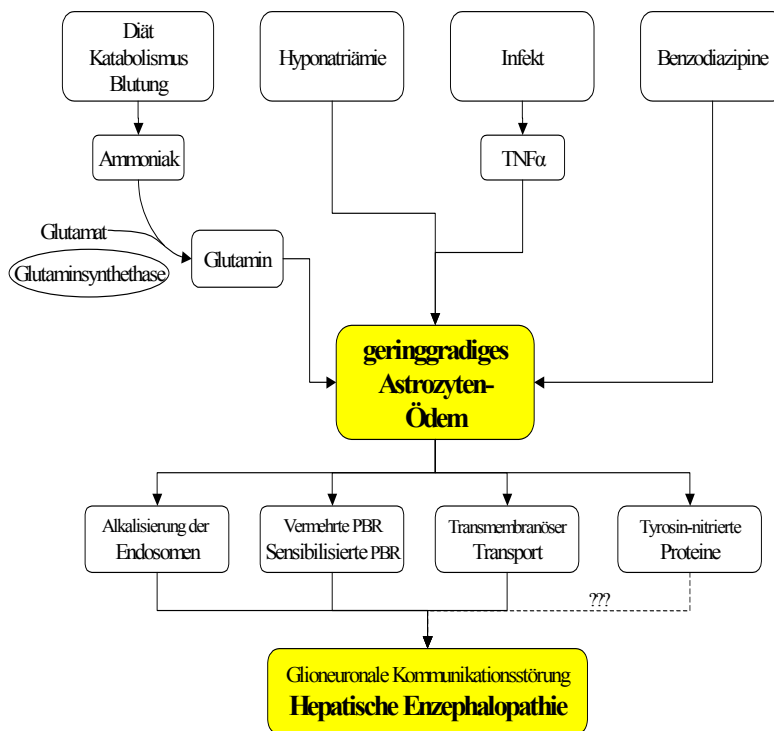 Diät
Katabolismus
Blutung
Hyponatriämie
Infekt
Benzodiazipine
Ammoniak
TNFα
Glutamat
Glutaminsynthethase
Glutamin
geringgradiges
Astrozyten-
Ödem
Alkalisierung der
Endosomen
Vermehrte PBR
Sensibilisierte PBR
Transmembranöser
Transport
Tyrosin-nitrierte
Proteine
???
Glioneuronale Kommunikationsstörung
Hepatische Enzephalopathie